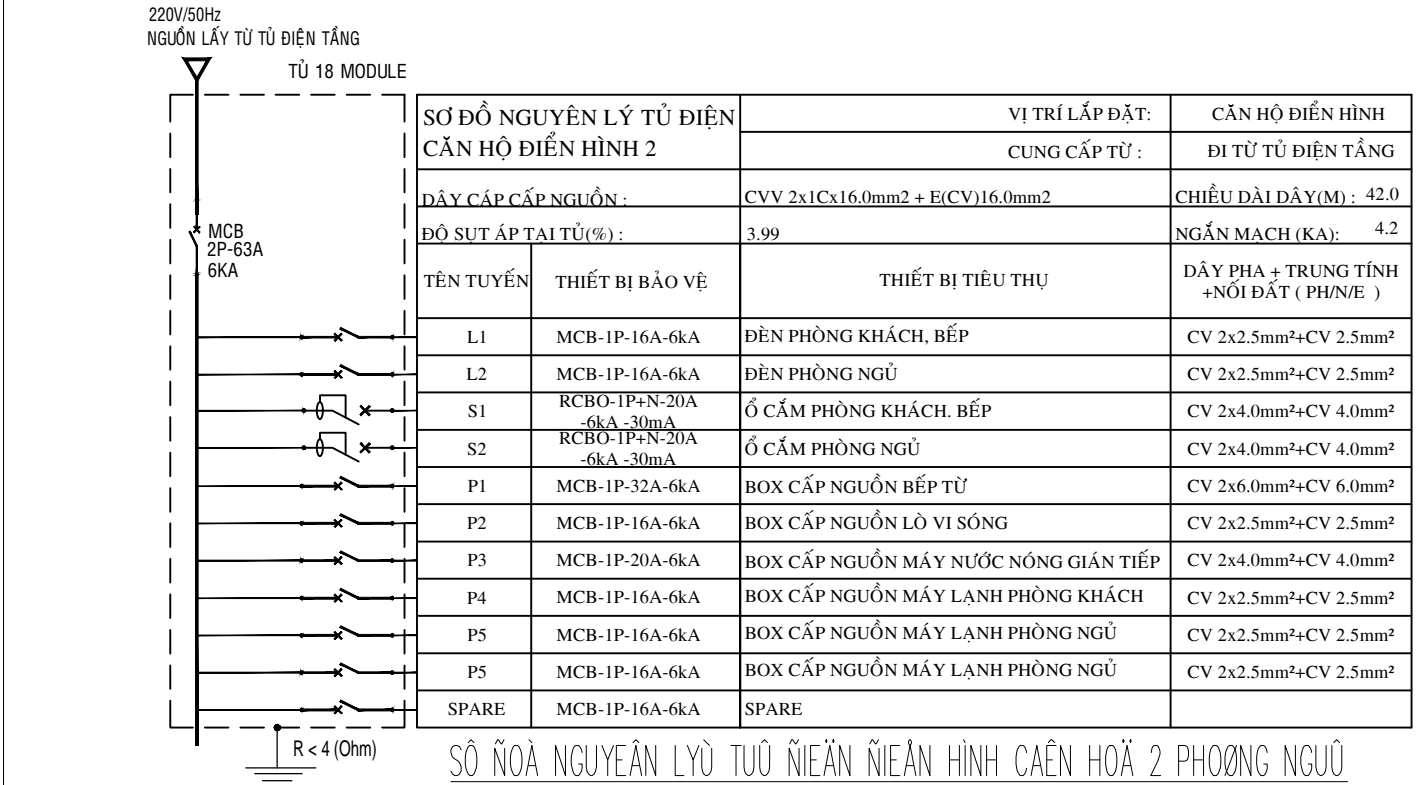 220V/50Hz
NGUỒN LẤY TỪ TỦ ĐIỆN TẦNG
TỦ 18 MODULE
MCB
2P-63A
6KA
SƠ ĐỒ NGUYÊN LÝ TỦ ĐIỆN
CĂN HỘ ĐIỂN HÌNH 2
VỊ TRÍ LẮP ĐẶT: CĂN HỘ ĐIỂN HÌNH
CUNG CẤP TỪ : ĐI TỪ TỦ ĐIỆN TẦNG
DÂY CÁP CẤP NGUỒN : CVV 2x1Cx16.0mm2 + E(CV)16.0mm2 CHIỀU DÀI DÂY(M) : 42.0
ĐỘ SỤT ÁP TẠI TỦ(%) : 3.99 NGẮN MẠCH (KA): 4.2
TÊN TUYẾN THIẾT BỊ BẢO VỆ THIẾT BỊ TIÊU THỤ DÂY PHA + TRUNG TÍNH
+NỐI ĐẤT ( PH/N/E )
L1 MCB-1P-16A-6kA ĐÈN PHÒNG KHÁCH, BẾP CV 2x2.5mm²+CV 2.5mm²
L2 MCB-1P-16A-6kA ĐÈN PHÒNG NGỦ CV 2x2.5mm²+CV 2.5mm²
S1 RCBO-1P+N-20A
-6kA -30mA Ổ CẮM PHÒNG KHÁCH. BẾP CV 2x4.0mm²+CV 4.0mm²
S2 RCBO-1P+N-20A
-6kA -30mA Ổ CẮM PHÒNG NGỦ CV 2x4.0mm²+CV 4.0mm²
P1 MCB-1P-32A-6kA BOX CẤP NGUỒN BẾP TỪ CV 2x6.0mm²+CV 6.0mm²
P2 MCB-1P-16A-6kA BOX CẤP NGUỒN LÒ VI SÓNG CV 2x2.5mm²+CV 2.5mm²
P3 MCB-1P-20A-6kA BOX CẤP NGUỒN MÁY NƯỚC NÓNG GIÁN TIẾP CV 2x4.0mm²+CV 4.0mm²
P4 MCB-1P-16A-6kA BOX CẤP NGUỒN MÁY LẠNH PHÒNG KHÁCH CV 2x2.5mm²+CV 2.5mm²
P5 MCB-1P-16A-6kA BOX CẤP NGUỒN MÁY LẠNH PHÒNG NGỦ CV 2x2.5mm²+CV 2.5mm²
P5 MCB-1P-16A-6kA BOX CẤP NGUỒN MÁY LẠNH PHÒNG NGỦ CV 2x2.5mm²+CV 2.5mm²
SPARE MCB-1P-16A-6kA SPARE
R < 4 (Ohm)
SÔ ÑOÀ NGUYEÂN LYÙ TUÛ ÑIEÄN ÑIEÅN HÌNH CAÊN HOÄ 2 PHOØNG NGUÛ